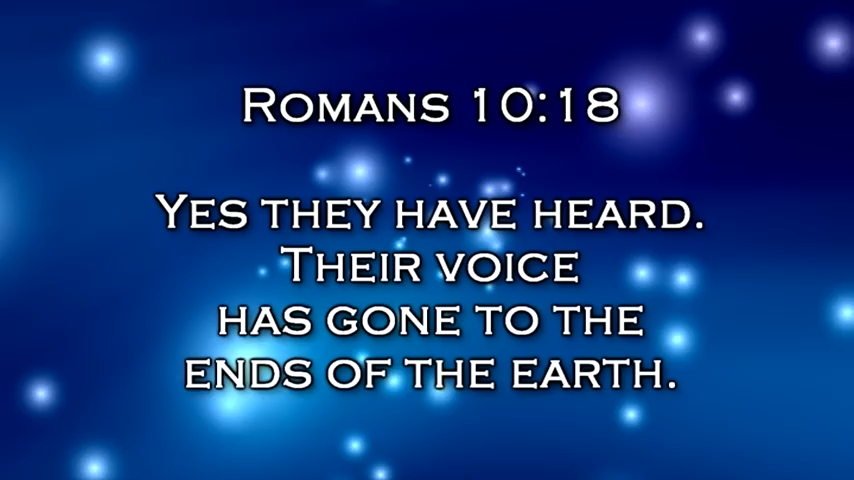 Romans 10:18
Yes they have heard.
Their voice
has gone to the
ends of the earth.